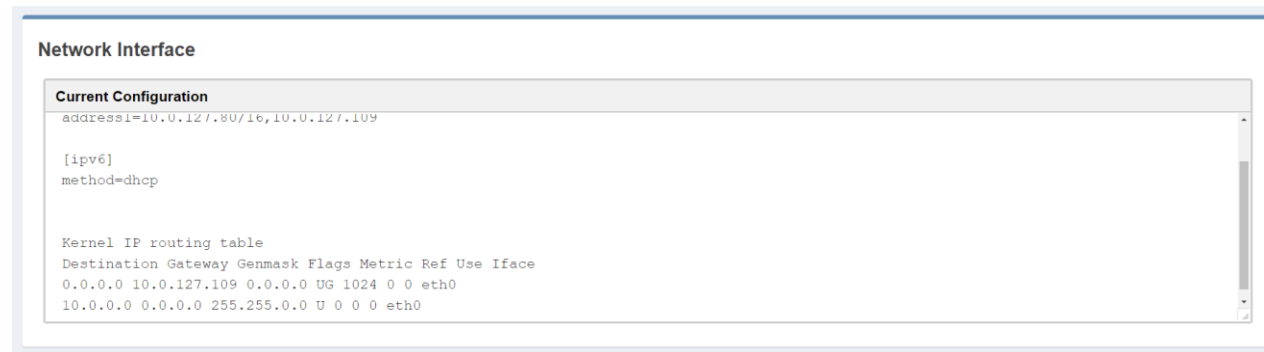 Network Interface
Current Configuration
address1=10.0.127.80/16,10.0.127.109
[ipv6]
method=dhcp
Kernel IP routing table
Destination Gateway Genmask Flags Metric Ref Use Iface
0.0.0.0 10.0.127.109 0.0.0.0 UG 1024 0 0 eth0
10.0.0.0 0.0.0.0 255.255.0.0 U 0 0 0 eth0